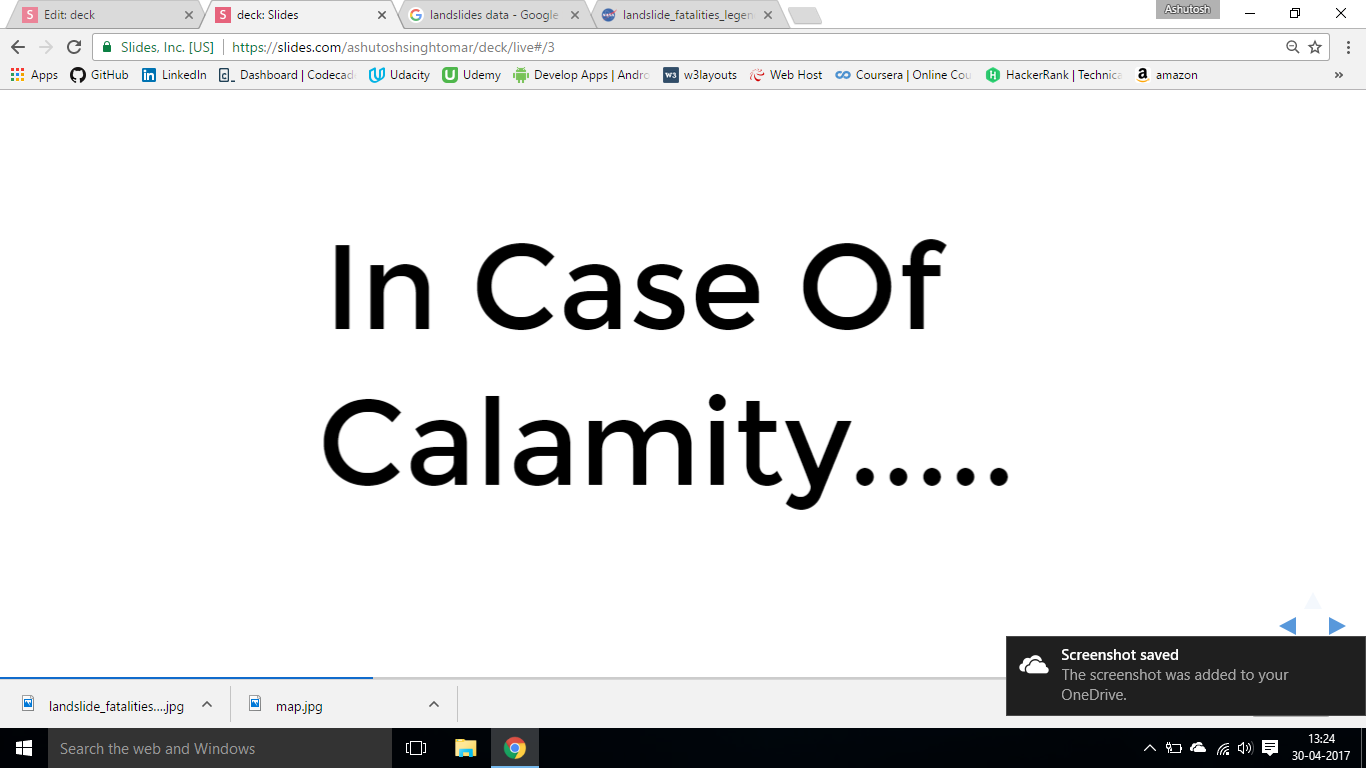 Edit: deck
deck: Slides
landslides data - Google
landslide_fatalities_legen
Ashutosh
Slides, Inc. [US]
https://slides.com/ashutoshsinghtomar/deck/live#/3
Apps
GitHub
LinkedIn
Dashboard | Codecad
Udacity
Udemy
Develop Apps | Andro
w3layouts
Web Host
Coursera | Online Cou
HackerRank | Technica
amazon
In Case Of
Calamity.....
Screenshot saved
The screenshot was added to your
OneDrive.
landslide_fatalities....jpg
map.jpg
Search the web and Windows
13:24
30-04-2017